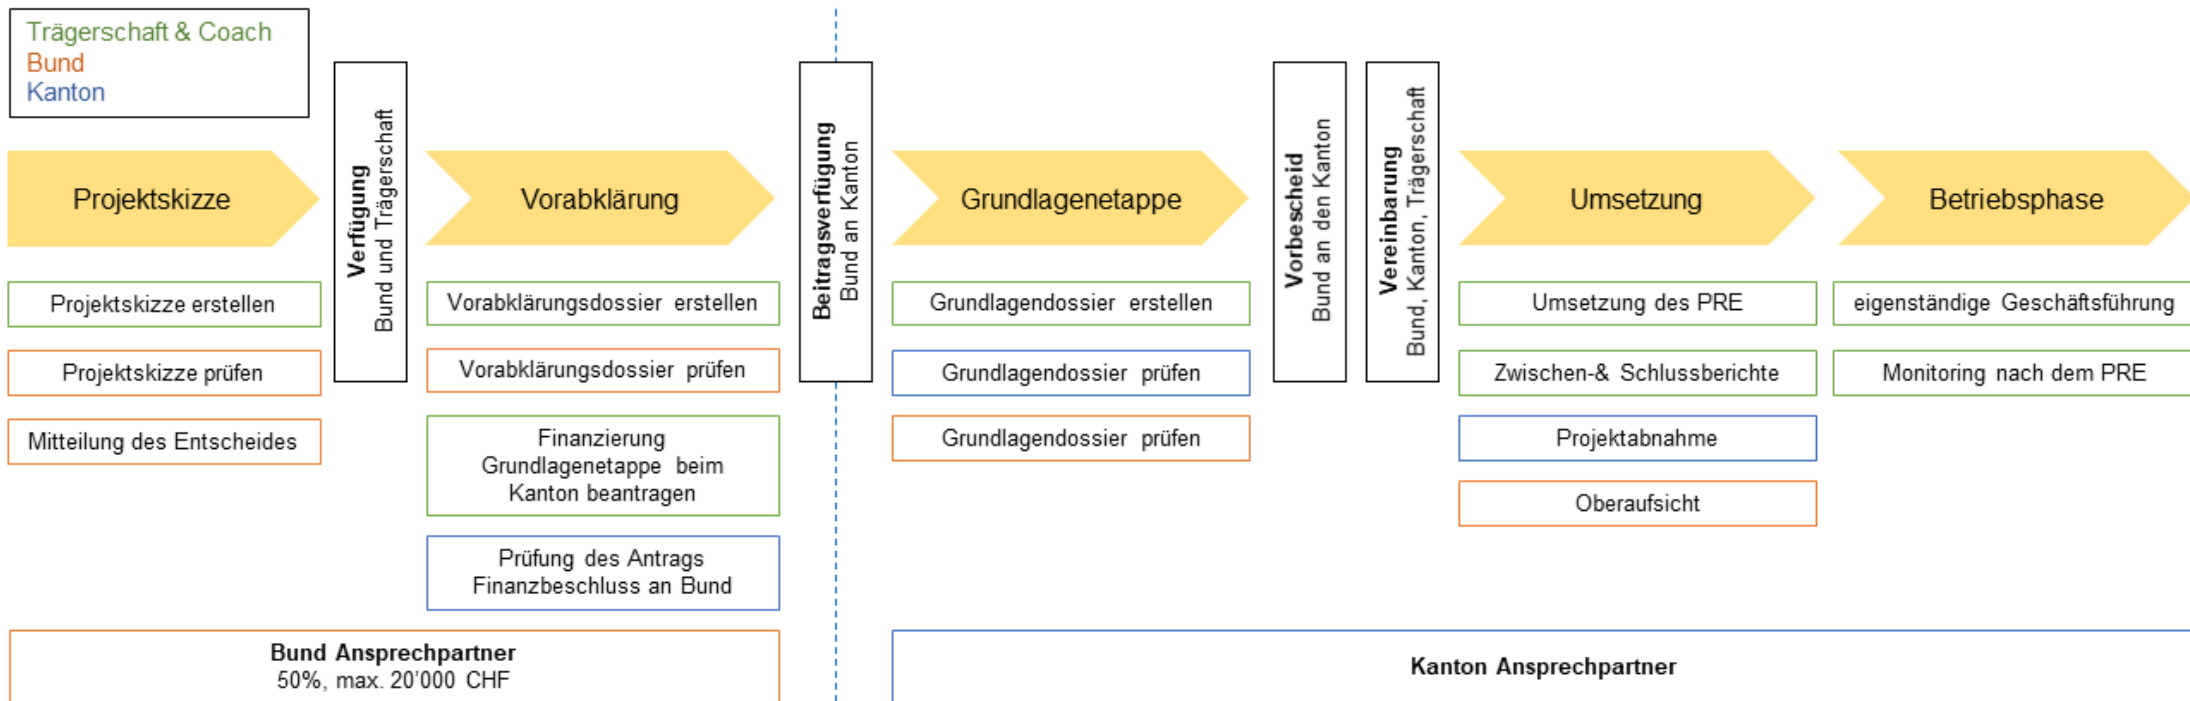 Trägerschaft & Coach
Bund
Kanton
Projektskizze
Projektskizze erstellen
Projektskizze prüfen
Mitteilung des Entscheides
Verfügung
Bund und Trägerschaft
Vorabklärung
Vorabklärungsdossier erstellen
Vorabklärungsdossier prüfen
Finanzierung
Grundlagenetappe beim
Kanton beantragen
Prüfung des Antrags
Finanzbeschluss an Bund
Bund Ansprechpartner
50%, max. 20’000 CHF
Beitragsverfügung
Bund an Kanton
Grundlagenetappe
Grundlagendossier erstellen
Grundlagendossier prüfen
Grundlagendossier prüfen
Vorbescheid
Bund an den Kanton
Vereinbarung
Bund, Kanton, Trägerschaft
Umsetzung
Umsetzung des PRE
Zwischen-& Schlussberichte
Projektabnahme
Oberaufsicht
Betriebsphase
eigenständige Geschäftsführung
Monitoring nach dem PRE
Kanton Ansprechpartner